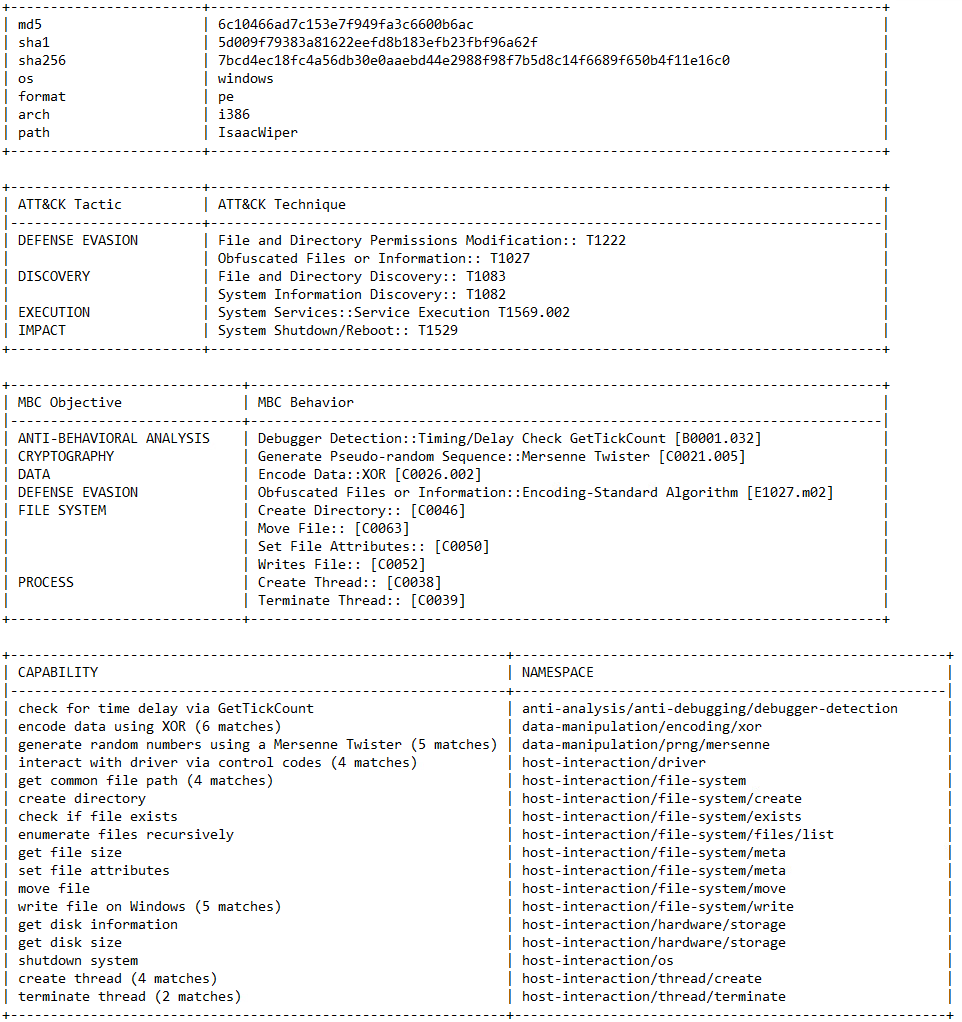 md5 6c10466ad7c153e7f949fa3c6600b6ac
sha1 5d009f79383a81622eefd8b183efb23fbf96a62f
sha256 7bcd4ec18fc4a56db30e0aaebd44e2988f98f7b5d8c14f6689f650b4f11e16c0
os windows
format pe
arch i386
path IsaacWiper
ATT&CK Tactic ATT&CK Technique
DEFENSE EVASION File and Directory Permissions Modification:: T1222
Obfuscated Files or Information:: T1027
DISCOVERY File and Directory Discovery:: T1083
System Information Discovery:: T1082
EXECUTION System Services::Service Execution T1569.002
IMPACT System Shutdown/Reboot:: T1529
MBC Objective MBC Behavior
ANTI-BEHAVIORAL ANALYSIS Debugger Detection::Timing/Delay Check GetTickCount [B0001.032]
CRYPTOGRAPHY Generate Pseudo-random Sequence::Mersenne Twister [C0021.005]
DATA Encode Data::XOR [C0026.002]
DEFENSE EVASION Obfuscated Files or Information::Encoding-Standard Algorithm [E1027.m02]
FILE SYSTEM Create Directory:: [C0046]
Move File:: [C0063]
Set File Attributes:: [C0050]
Writes File:: [C0052]
PROCESS Create Thread:: [C0038]
Terminate Thread:: [C0039]
CAPABILITY NAMESPACE
check for time delay via GetTickCount anti-analysis/anti-debugging/debugger-detection
encode data using XOR (6 matches) data-manipulation/encoding/xor
generate random numbers using a Mersenne Twister (5 matches) data-manipulation/prng/mersenne
interact with driver via control codes (4 matches) host-interaction/driver
get common file path (4 matches) host-interaction/file-system
create directory host-interaction/file-system/create
check if file exists host-interaction/file-system/exists
enumerate files recursively host-interaction/file-system/files/list
get file size host-interaction/file-system/meta
set file attributes host-interaction/file-system/meta
move file host-interaction/file-system/move
write file on Windows (5 matches) host-interaction/file-system/write
get disk information host-interaction/hardware/storage
get disk size host-interaction/hardware/storage
shutdown system host-interaction/os
create thread (4 matches) host-interaction/thread/create
terminate thread (2 matches) host-interaction/thread/terminate